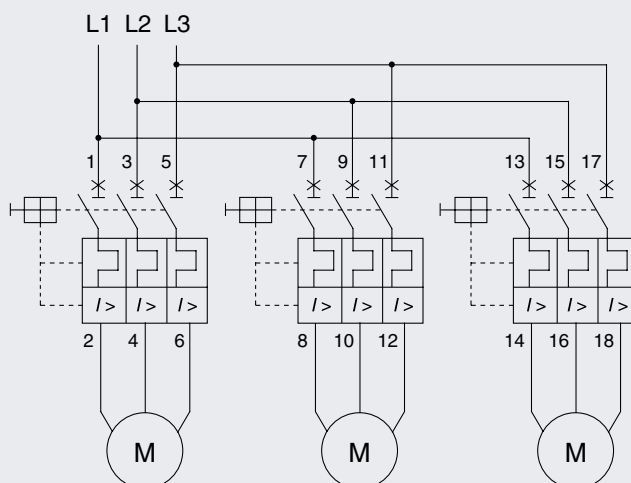 L1 L2 L3
1 3 5 7 9 11 13 15 17
I > I > I > I > I > I > I > I > I >
2 4 6 8 10 12 14 16 18
M M M